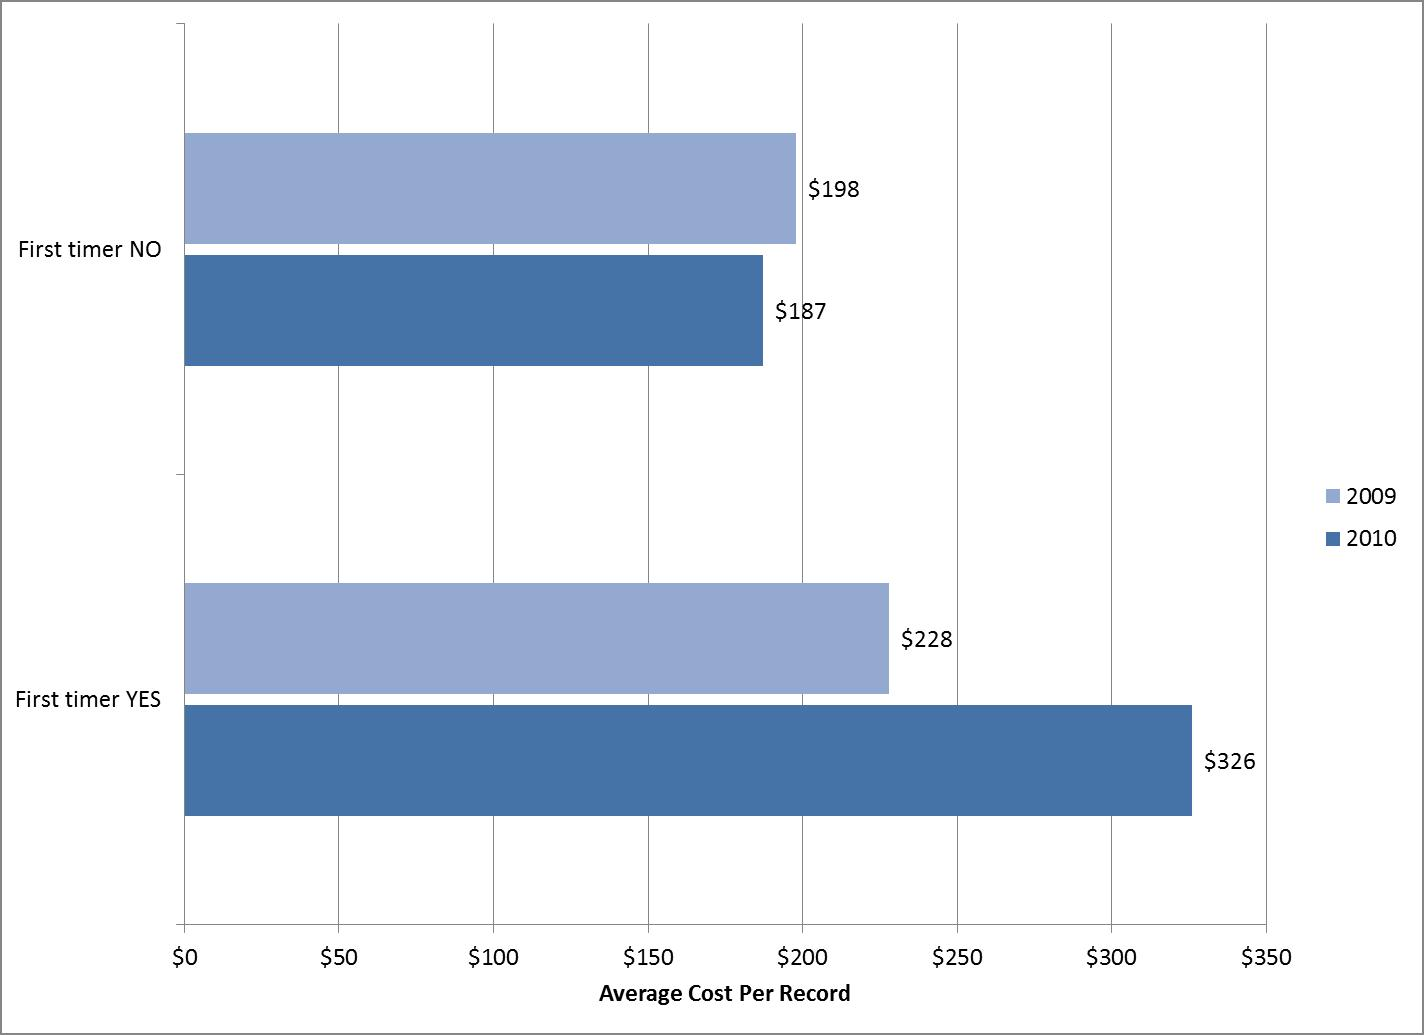 $198
First timer NO
$187
2009
2010
$228
First timer YES
$326
$0 $50 $100 $150 $200 $250 $300 $350
Average Cost Per Record